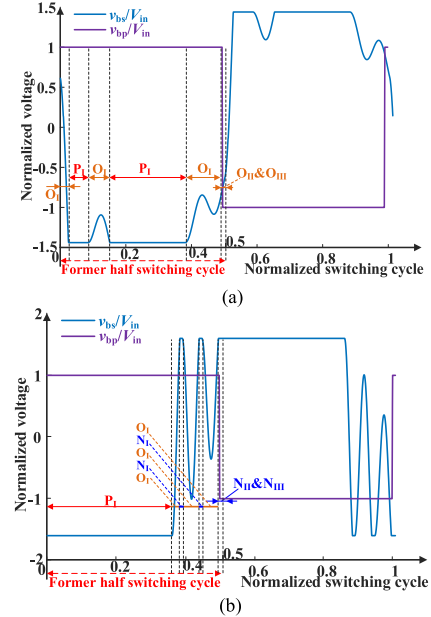 1.5
v_bs/V_in
v_bp/V_in
1
0.5
0
-0.5
-1
-1.5
Normalized voltage
P_I
O_I
P_I
O_I
O_II&O_III
O_I
0
0.2
0.4
0.5
0.6
0.8
1
Former half switching cycle
Normalized switching cycle
(a)
2
v_bs/V_in
v_bp/V_in
1
0
-1
-2
Normalized voltage
O_I
N_I
O_I
N_I
O_I
N_II&N_III
P_I
0
0.2
0.4
0.5
0.6
0.8
1
Former half switching cycle
Normalized switching cycle
(b)